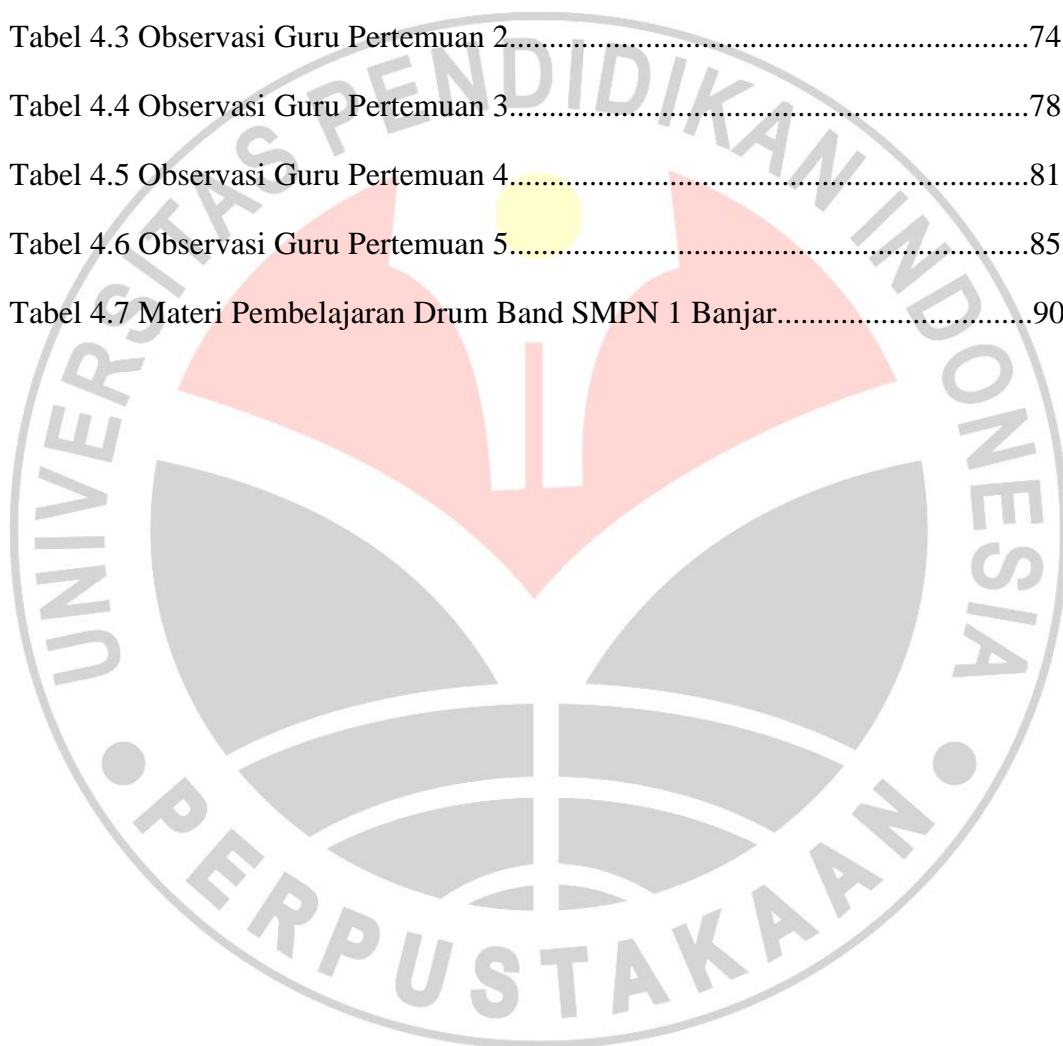 Tabel 4.3 Observasi Guru Pertemuan 2.................................................................74
Tabel 4.4 Observasi Guru Pertemuan 3.................................................................78
Tabel 4.5 Observasi Guru Pertemuan 4.................................................................81
Tabel 4.6 Observasi Guru Pertemuan 5.................................................................85
Tabel 4.7 Materi Pembelajaran Drum Band SMPN 1 Banjar................................90
UNIVERSITAS PENDIDIKAN INDONESIA
PERPUSTAKAAN